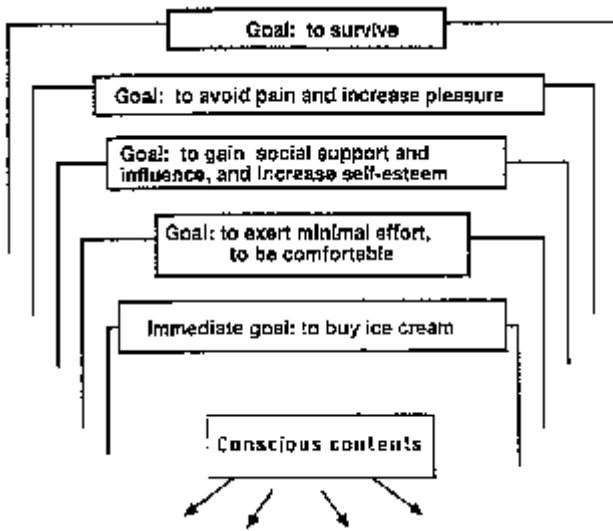 Goal: to survive
Goal: to avoid pain and increase pleasure
Goal: to gain social support and
influence, and increase self-esteem
Goal: to exert minimal effort,
to be comfortable
Immediate goal: to buy ice cream
Conscious contents